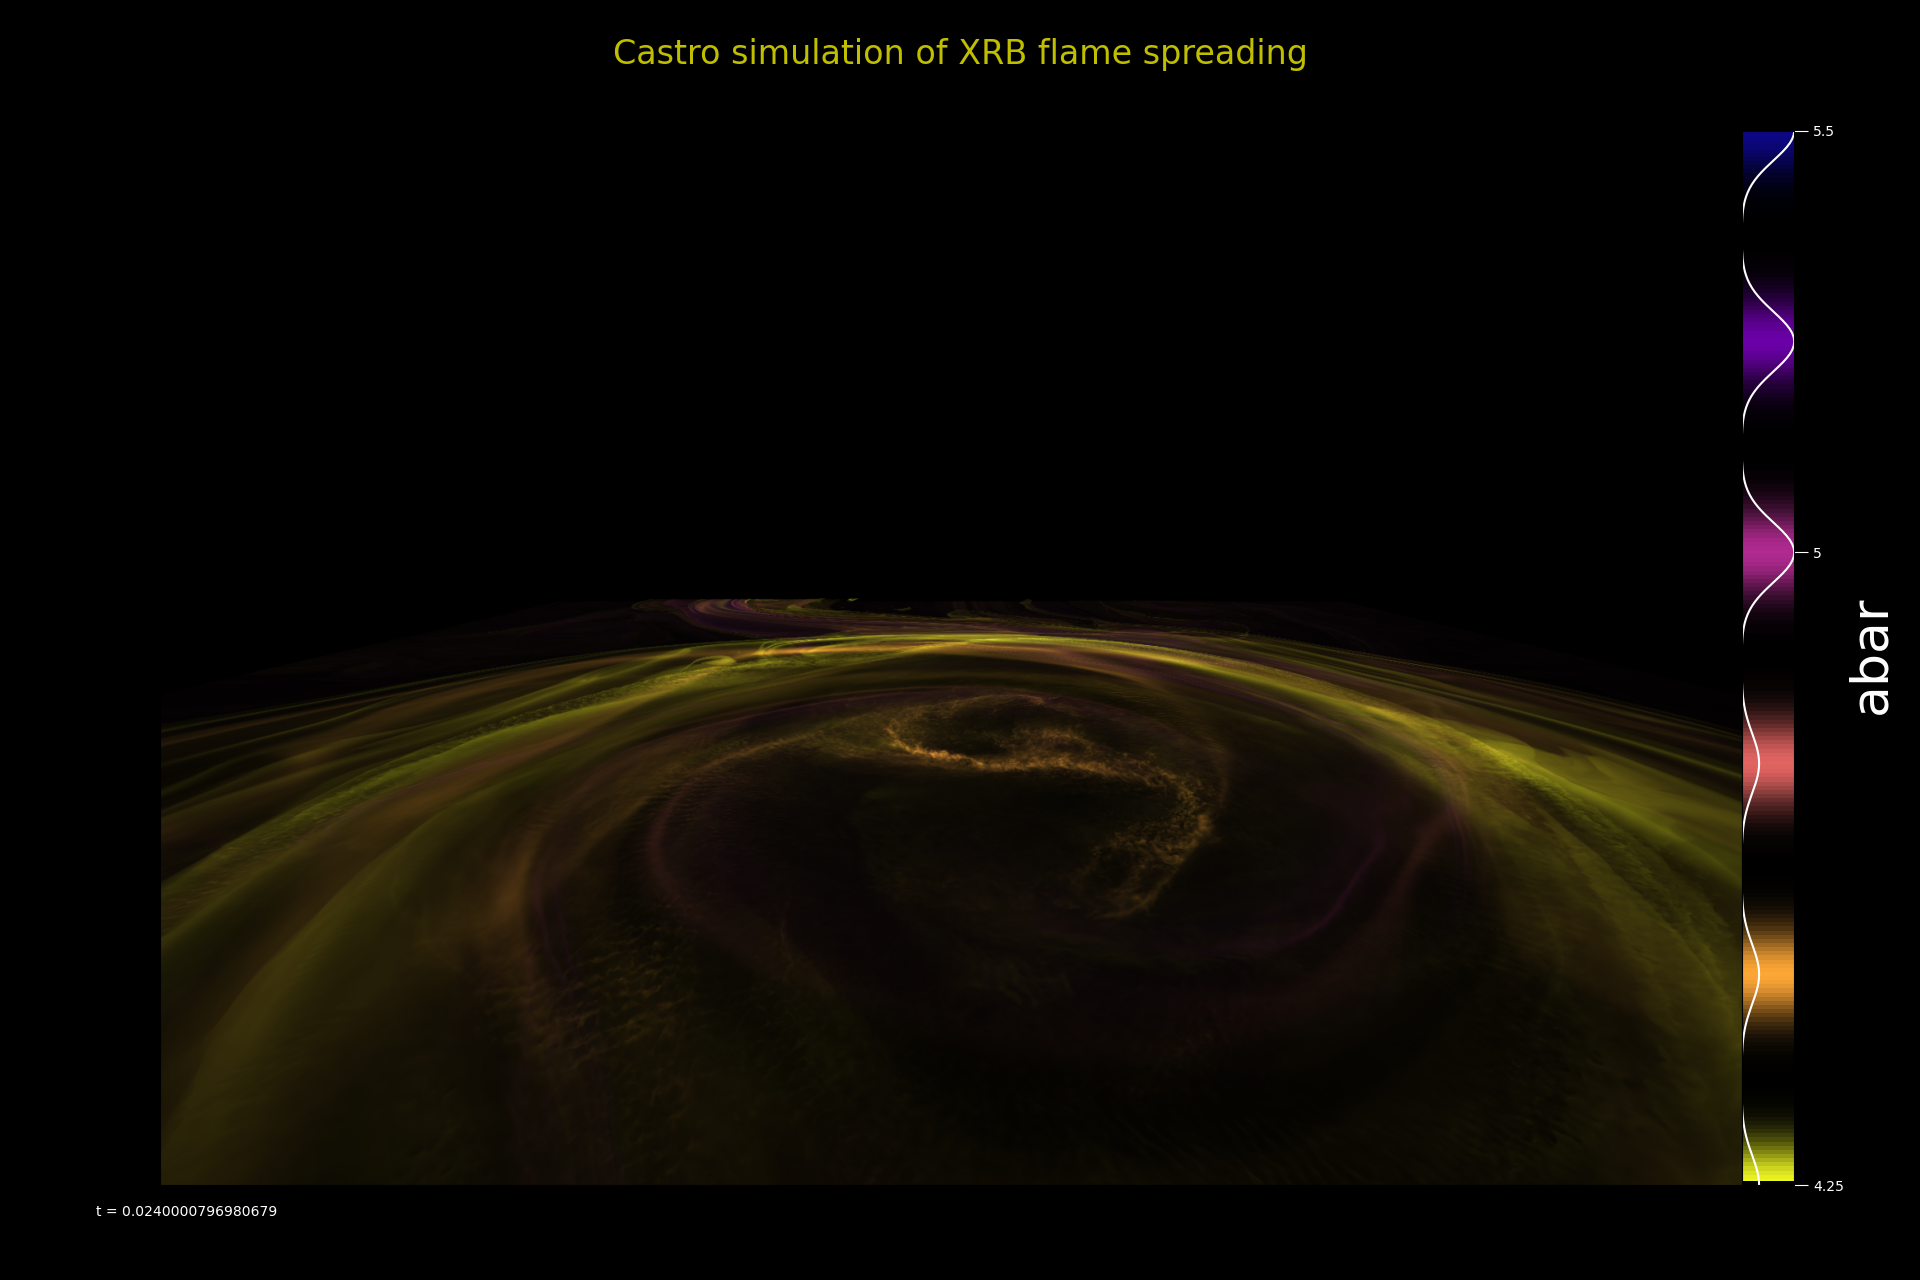 Castro simulation of XRB flame spreading
5.5
5
abar
4.25
t = 0.0240000796980679